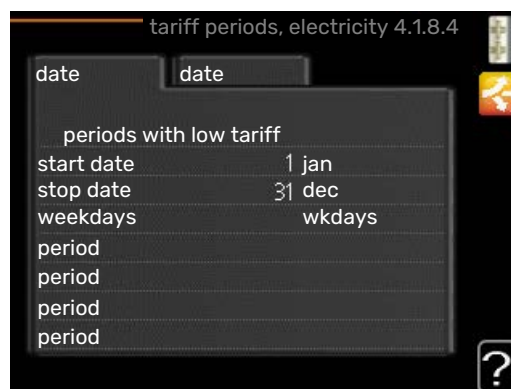 tariff periods, electricity 4.1.8.4
date date
periods with low tariff
start date 1 jan
stop date 31 dec
weekdays wkdays
period
period
period
period
?